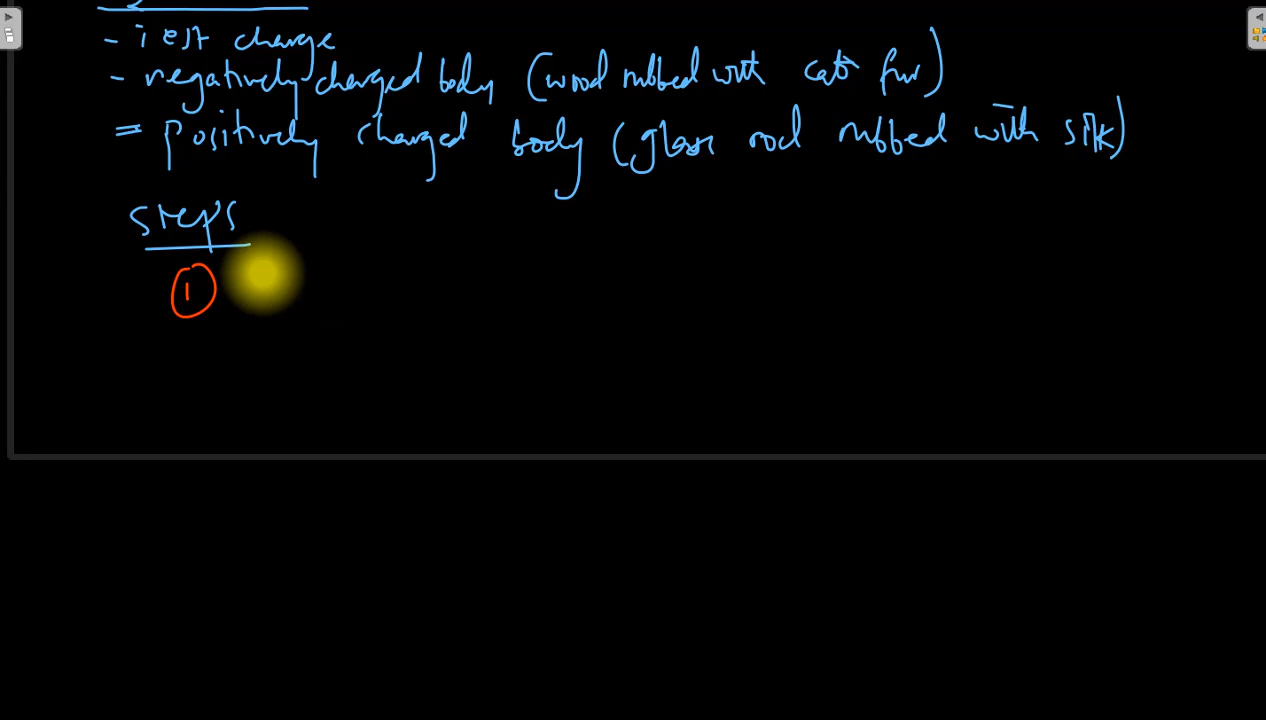 - Test charge
- negatively charged body (wood rubbed with cat fur)
= positively charged body (glass rod rubbed with silk)
steps
1